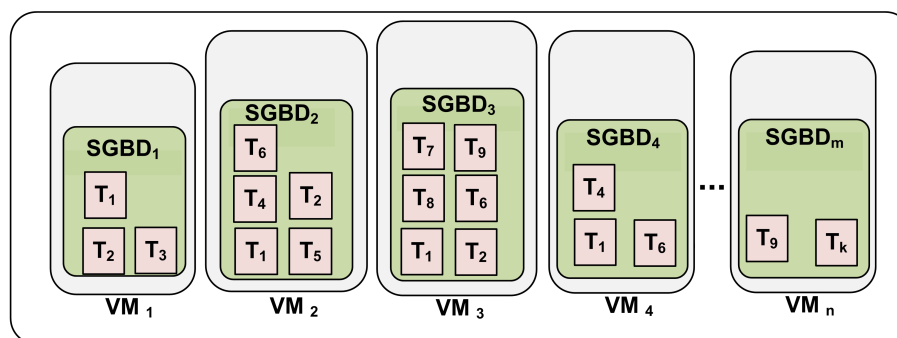 SGBD₁
T₁
T₂ T₃
VM ₁
SGBD₂
T₆
T₄ T₂
T₁ T₅
VM ₂
SGBD₃
T₇ T₉
T₈ T₆
T₁ T₂
VM ₃
SGBD₄
T₄
T₁ T₆
VM ₄
...
SGBDₘ
T₉ Tₖ
VM ₙ